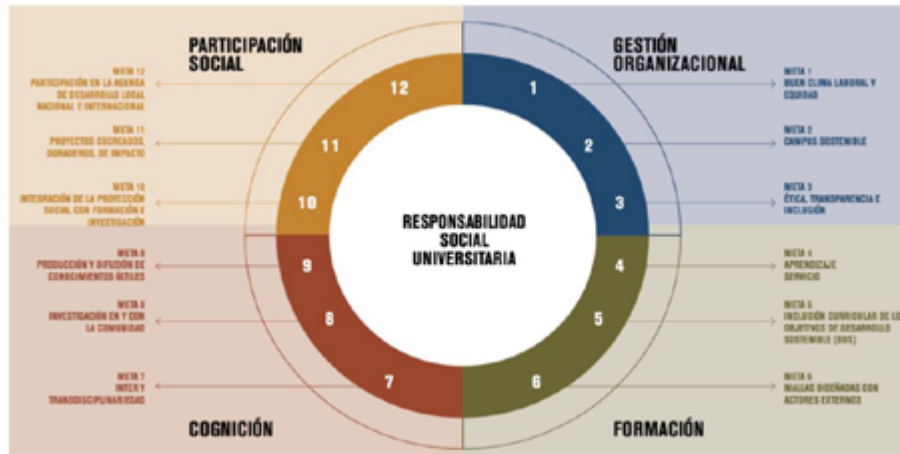 PARTICIPACIÓN
SOCIAL
META 12
PARTICIPACIÓN EN LA AGENDA
DE DESARROLLO LOCAL
NACIONAL E INTERNACIONAL
META 11
PROYECTOS COCREADOS,
DURADEROS, DE IMPACTO
META 10
INTEGRACIÓN DE LA PROYECCIÓN
SOCIAL CON FORMACIÓN E
INVESTIGACIÓN
META 9
PRODUCCIÓN Y DIFUSIÓN DE
CONOCIMIENTOS ÚTILES
META 8
INVESTIGACIÓN EN Y CON
LA COMUNIDAD
META 7
INTER Y
TRANSDISCIPLINARIEDAD
COGNICIÓN
12
11
10
9
8
7
RESPONSABILIDAD
SOCIAL
UNIVERSITARIA
1
2
3
4
5
6
GESTIÓN
ORGANIZACIONAL
META 1
BUEN CLIMA LABORAL Y
EQUIDAD
META 2
CAMPUS SOSTENIBLE
META 3
ÉTICA, TRANSPARENCIA E
INCLUSIÓN
META 4
APRENDIZAJE
SERVICIO
META 5
INCLUSIÓN CURRICULAR DE LO
OBJETIVOS DE DESARROLLO
SOSTENIBLE (ODS)
META 6
MALLAS DISEÑADAS CON
ACTORES EXTERNOS
FORMACIÓN